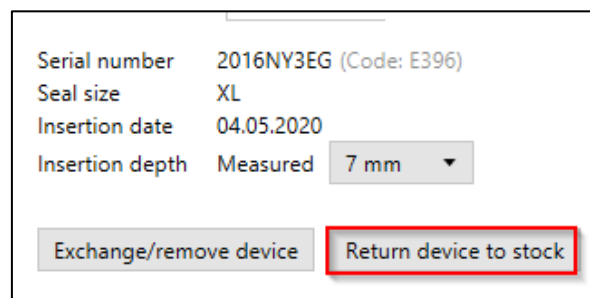 Serial number 2016NY3EG (Code: E396)
Seal size XL
Insertion date 04.05.2020
Insertion depth Measured 7 mm
Exchange/remove device Return device to stock